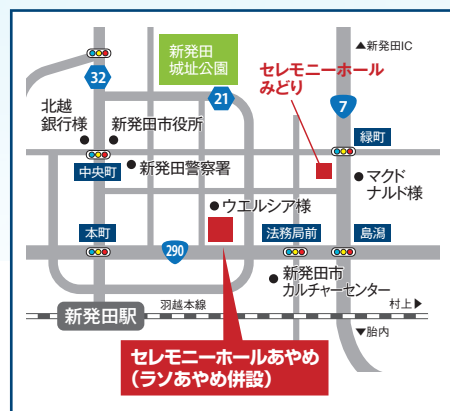 新発田
城址公園
▲新発田IC
セレモニーホール
みどり
32
21
7
北越
銀行様
新発田市役所
緑町
中央町
新発田警察署
マクド
ナルド様
ウエルシア様
本町
290
法務局前
島潟
新発田市
カルチャーセンター
新発田駅
羽越本線
村上▶
▼胎内
セレモニーホールあやめ
(ラソあやめ併設)